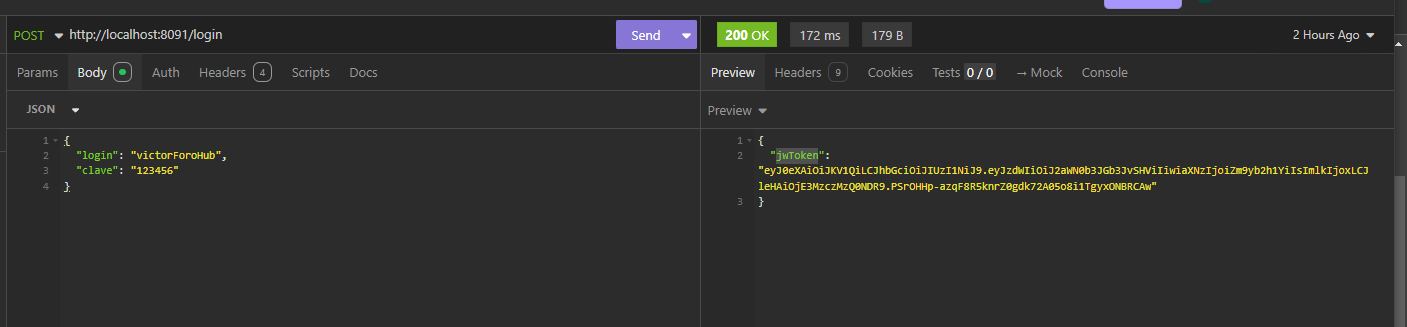 POST http://localhost:8091/login Send
200 OK 172 ms 179 B 2 Hours Ago
Params Body Auth Headers 4 Scripts Docs
Preview Headers 9 Cookies Tests 0 / 0 → Mock Console
JSON
Preview
1 {
2 "login": "victorForoHub",
3 "clave": "123456"
4 }
1 {
2 "jwToken":
"eyJ0eXAiOiJKV1QiLCJhbGciOiJIUzI1NiJ9.eyJzdWIiOiJ2aWN0b3JGb3JvSHViIiwiaXNzIjoiZm9yb2h1YiIsImlkIjoxLCJ
leHAiOjE3MzczMzQ0NDR9.PSrOHHp-azqF8R5knrZ0gdk72A05o8i1TgyxONBRCAw"
3 }